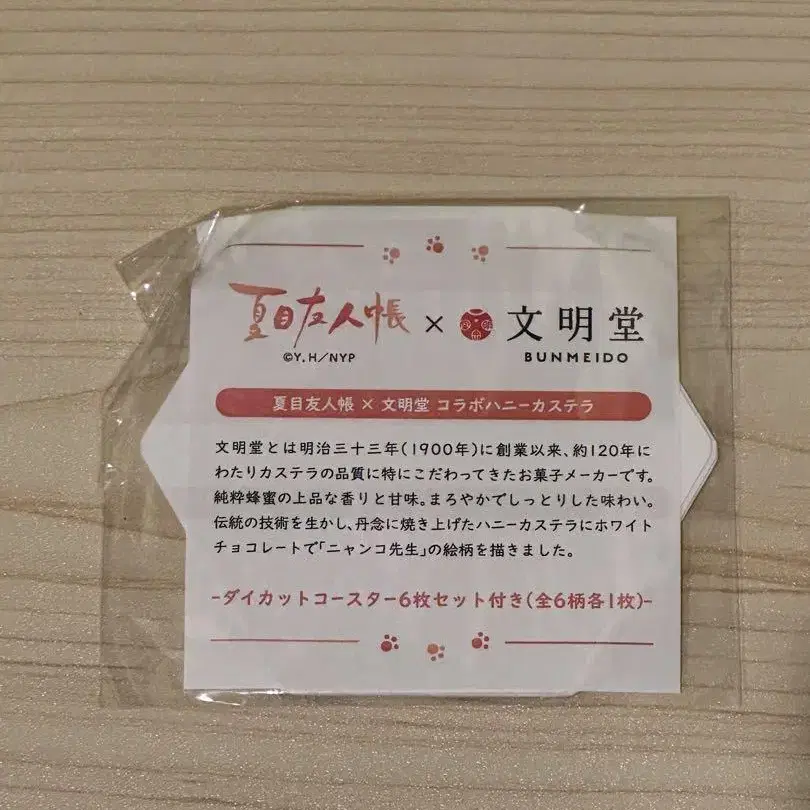 夏目友人帳 × 文明堂
©Y.H/NYP BUNMEIDO
夏目友人帳 × 文明堂 コラボハニーカステラ
文明堂とは明治三十三年(1900年)に創業以来、約120年に
わたりカステラの品質に特にこだわってきたお菓子メーカーです。
純粋蜂蜜の上品な香りと甘味。まろやかでしっとりした味わい。
伝統の技術を生かし、丹念に焼き上げたハニーカステラにホワイト
チョコレートで「ニャンコ先生」の絵柄を描きました。
-ダイカットコースター6枚セット付き(全6柄各1枚)-